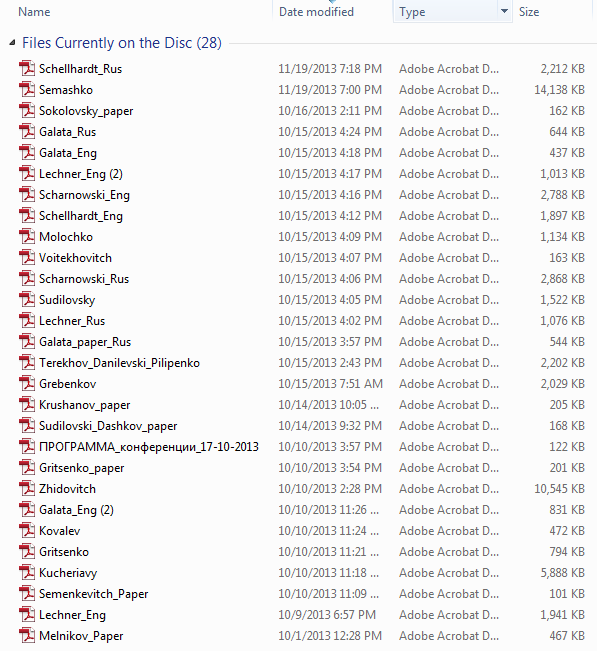 Name Date modified Type Size
Files Currently on the Disc (28)
Schellhardt_Rus 11/19/2013 7:18 PM Adobe Acrobat D... 2,212 KB
Semashko 11/19/2013 7:00 PM Adobe Acrobat D... 14,138 KB
Sokolovsky_paper 10/16/2013 2:11 PM Adobe Acrobat D... 162 KB
Galata_Rus 10/15/2013 4:24 PM Adobe Acrobat D... 644 KB
Galata_Eng 10/15/2013 4:18 PM Adobe Acrobat D... 437 KB
Lechner_Eng (2) 10/15/2013 4:17 PM Adobe Acrobat D... 1,013 KB
Scharnowski_Eng 10/15/2013 4:16 PM Adobe Acrobat D... 2,788 KB
Schellhardt_Eng 10/15/2013 4:12 PM Adobe Acrobat D... 1,897 KB
Molochko 10/15/2013 4:09 PM Adobe Acrobat D... 1,134 KB
Voitekhovitch 10/15/2013 4:07 PM Adobe Acrobat D... 163 KB
Scharnowski_Rus 10/15/2013 4:06 PM Adobe Acrobat D... 2,868 KB
Sudilovsky 10/15/2013 4:05 PM Adobe Acrobat D... 1,522 KB
Lechner_Rus 10/15/2013 4:02 PM Adobe Acrobat D... 1,076 KB
Galata_paper_Rus 10/15/2013 3:57 PM Adobe Acrobat D... 544 KB
Terekhov_Danilevski_Pilipenko 10/15/2013 2:43 PM Adobe Acrobat D... 2,202 KB
Grebenkov 10/15/2013 7:51 AM Adobe Acrobat D... 2,029 KB
Krushanov_paper 10/14/2013 10:05 ... Adobe Acrobat D... 205 KB
Sudilovski_Dashkov_paper 10/14/2013 9:32 PM Adobe Acrobat D... 168 KB
ПРОГРАММА_конференции_17-10-2013 10/10/2013 3:57 PM Adobe Acrobat D... 122 KB
Gritsenko_paper 10/10/2013 3:54 PM Adobe Acrobat D... 201 KB
Zhidovitch 10/10/2013 2:28 PM Adobe Acrobat D... 10,545 KB
Galata_Eng (2) 10/10/2013 11:26 ... Adobe Acrobat D... 831 KB
Kovalev 10/10/2013 11:24 ... Adobe Acrobat D... 472 KB
Gritsenko 10/10/2013 11:21 ... Adobe Acrobat D... 794 KB
Kucheriavy 10/10/2013 11:18 ... Adobe Acrobat D... 5,888 KB
Semenkevitch_Paper 10/10/2013 11:09 ... Adobe Acrobat D... 101 KB
Lechner_Eng 10/9/2013 6:57 PM Adobe Acrobat D... 1,941 KB
Melnikov_Paper 10/1/2013 12:28 PM Adobe Acrobat D... 467 KB